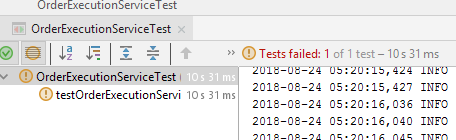 OrderExecutionServiceTest
OrderExecutionServiceTest
Tests failed: 1 of 1 test – 10 s 31 ms
OrderExecutionServiceTest 10 s 31 ms
testOrderExecutionServi 10 s 31 ms
2018-08-24 05:20:15,424 INFO
2018-08-24 05:20:15,427 INFO
2018-08-24 05:20:16,036 INFO
2018-08-24 05:20:16,040 INFO
2018-08-24 05:20:16,045 INFO